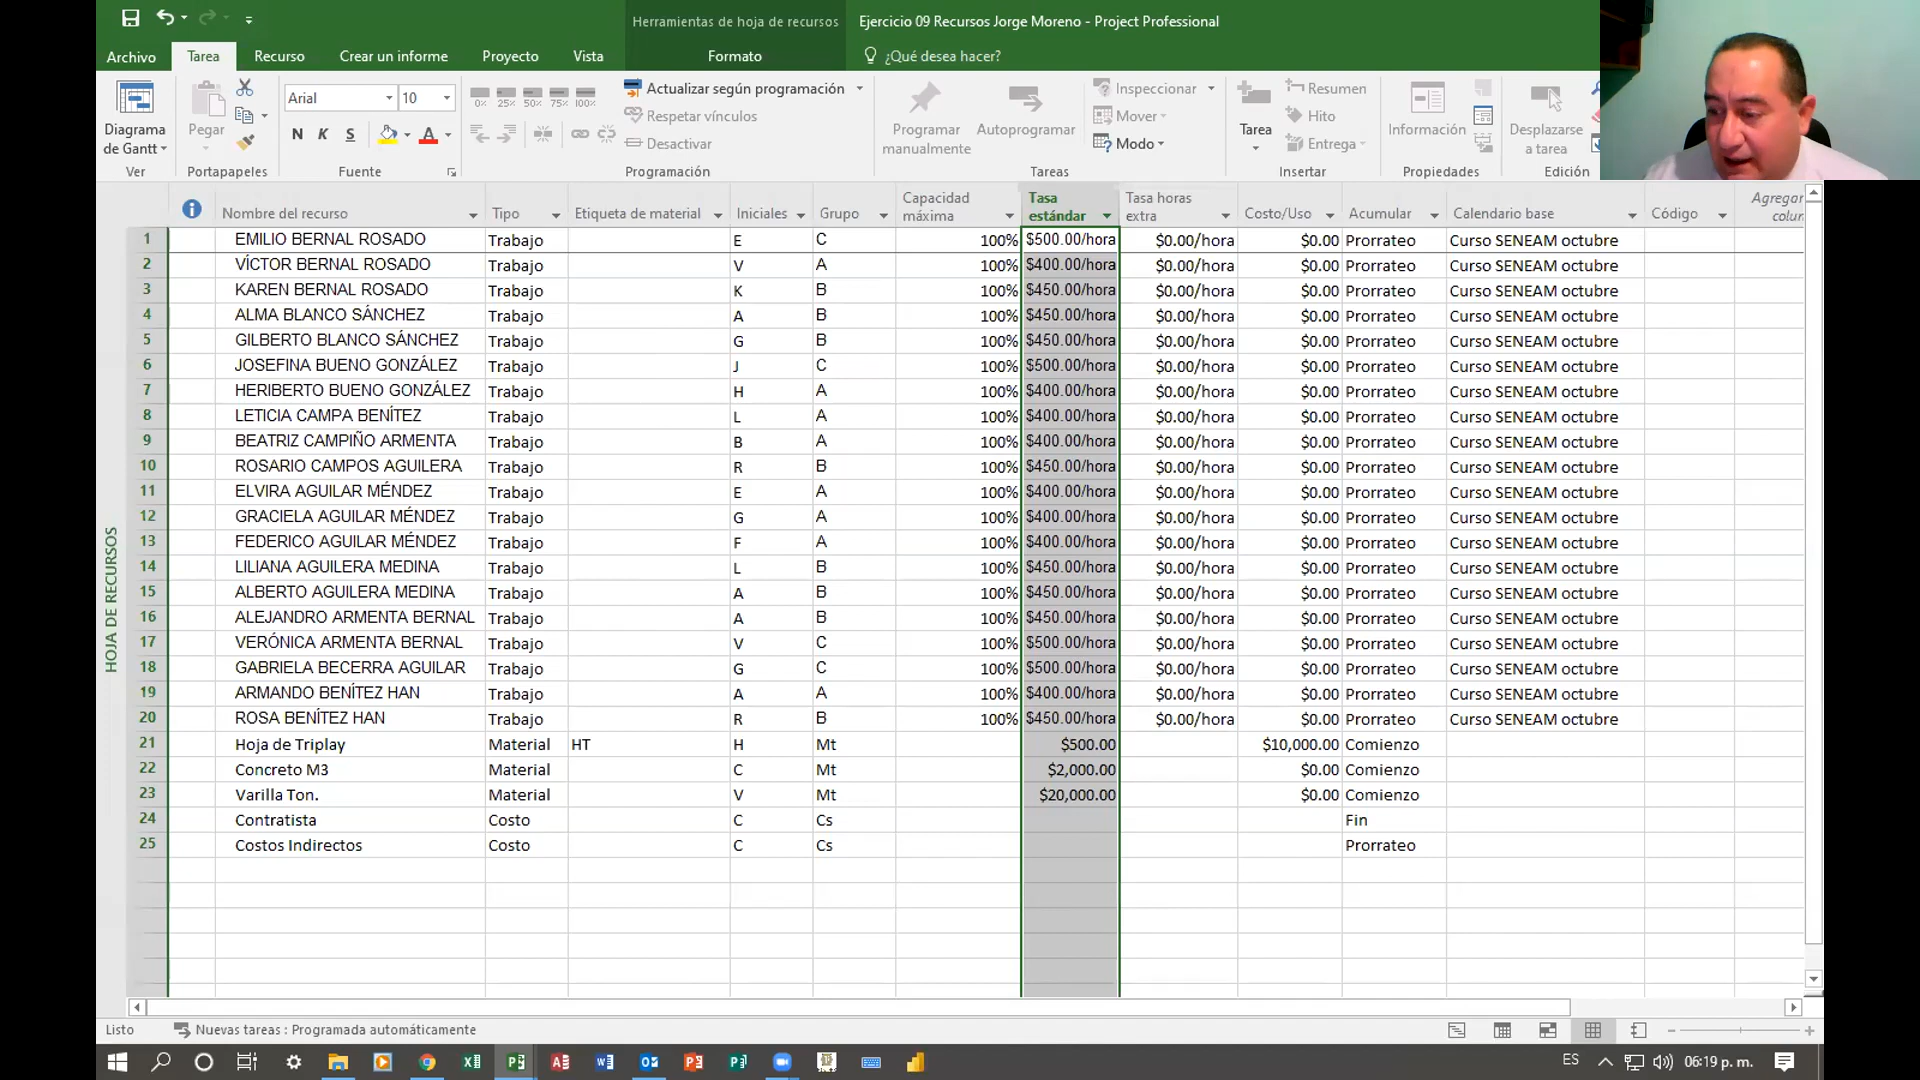 Herramientas de hoja de recursos Ejercicio 09 Recursos Jorge Moreno - Project Professional
Archivo Tarea Recurso Crear un informe Proyecto Vista Formato ¿Qué desea hacer?
Diagrama de Gantt
Ver
Pegar
Portapapeles
Arial 10
N K S A
Fuente
0% 25% 50% 75% 100%
Actualizar según programación
Respetar vínculos
Desactivar
Programación
Programar manualmente
Autoprogramar
Inspeccionar
Mover
Modo
Tareas
Tarea
Resumen
Hito
Entrega
Insertar
Información
Propiedades
Desplazarse a tarea
Edición
HOJA DE RECURSOS
Nombre del recurso Tipo Etiqueta de material Iniciales Grupo Capacidad máxima Tasa estándar Tasa horas extra Costo/Uso Acumular Calendario base Código Agregar colum
1 EMILIO BERNAL ROSADO Trabajo E C 100% $500.00/hora $0.00/hora $0.00 Prorrateo Curso SENEAM octubre
2 VÍCTOR BERNAL ROSADO Trabajo V A 100% $400.00/hora $0.00/hora $0.00 Prorrateo Curso SENEAM octubre
3 KAREN BERNAL ROSADO Trabajo K B 100% $450.00/hora $0.00/hora $0.00 Prorrateo Curso SENEAM octubre
4 ALMA BLANCO SÁNCHEZ Trabajo A B 100% $450.00/hora $0.00/hora $0.00 Prorrateo Curso SENEAM octubre
5 GILBERTO BLANCO SÁNCHEZ Trabajo G B 100% $450.00/hora $0.00/hora $0.00 Prorrateo Curso SENEAM octubre
6 JOSEFINA BUENO GONZÁLEZ Trabajo J C 100% $500.00/hora $0.00/hora $0.00 Prorrateo Curso SENEAM octubre
7 HERIBERTO BUENO GONZÁLEZ Trabajo H A 100% $400.00/hora $0.00/hora $0.00 Prorrateo Curso SENEAM octubre
8 LETICIA CAMPA BENÍTEZ Trabajo L A 100% $400.00/hora $0.00/hora $0.00 Prorrateo Curso SENEAM octubre
9 BEATRIZ CAMPIÑO ARMENTA Trabajo B A 100% $400.00/hora $0.00/hora $0.00 Prorrateo Curso SENEAM octubre
10 ROSARIO CAMPOS AGUILERA Trabajo R B 100% $450.00/hora $0.00/hora $0.00 Prorrateo Curso SENEAM octubre
11 ELVIRA AGUILAR MÉNDEZ Trabajo E A 100% $400.00/hora $0.00/hora $0.00 Prorrateo Curso SENEAM octubre
12 GRACIELA AGUILAR MÉNDEZ Trabajo G A 100% $400.00/hora $0.00/hora $0.00 Prorrateo Curso SENEAM octubre
13 FEDERICO AGUILAR MÉNDEZ Trabajo F A 100% $400.00/hora $0.00/hora $0.00 Prorrateo Curso SENEAM octubre
14 LILIANA AGUILERA MEDINA Trabajo L B 100% $450.00/hora $0.00/hora $0.00 Prorrateo Curso SENEAM octubre
15 ALBERTO AGUILERA MEDINA Trabajo A B 100% $450.00/hora $0.00/hora $0.00 Prorrateo Curso SENEAM octubre
16 ALEJANDRO ARMENTA BERNAL Trabajo A B 100% $450.00/hora $0.00/hora $0.00 Prorrateo Curso SENEAM octubre
17 VERÓNICA ARMENTA BERNAL Trabajo V C 100% $500.00/hora $0.00/hora $0.00 Prorrateo Curso SENEAM octubre
18 GABRIELA BECERRA AGUILAR Trabajo G C 100% $500.00/hora $0.00/hora $0.00 Prorrateo Curso SENEAM octubre
19 ARMANDO BENÍTEZ HAN Trabajo A A 100% $400.00/hora $0.00/hora $0.00 Prorrateo Curso SENEAM octubre
20 ROSA BENÍTEZ HAN Trabajo R B 100% $450.00/hora $0.00/hora $0.00 Prorrateo Curso SENEAM octubre
21 Hoja de Triplay Material HT H Mt $500.00 $10,000.00 Comienzo
22 Concreto M3 Material C Mt $2,000.00 $0.00 Comienzo
23 Varilla Ton. Material V Mt $20,000.00 $0.00 Comienzo
24 Contratista Costo C Cs Fin
25 Costos Indirectos Costo C Cs Prorrateo
Listo Nuevas tareas : Programada automáticamente
ES 06:19 p. m.